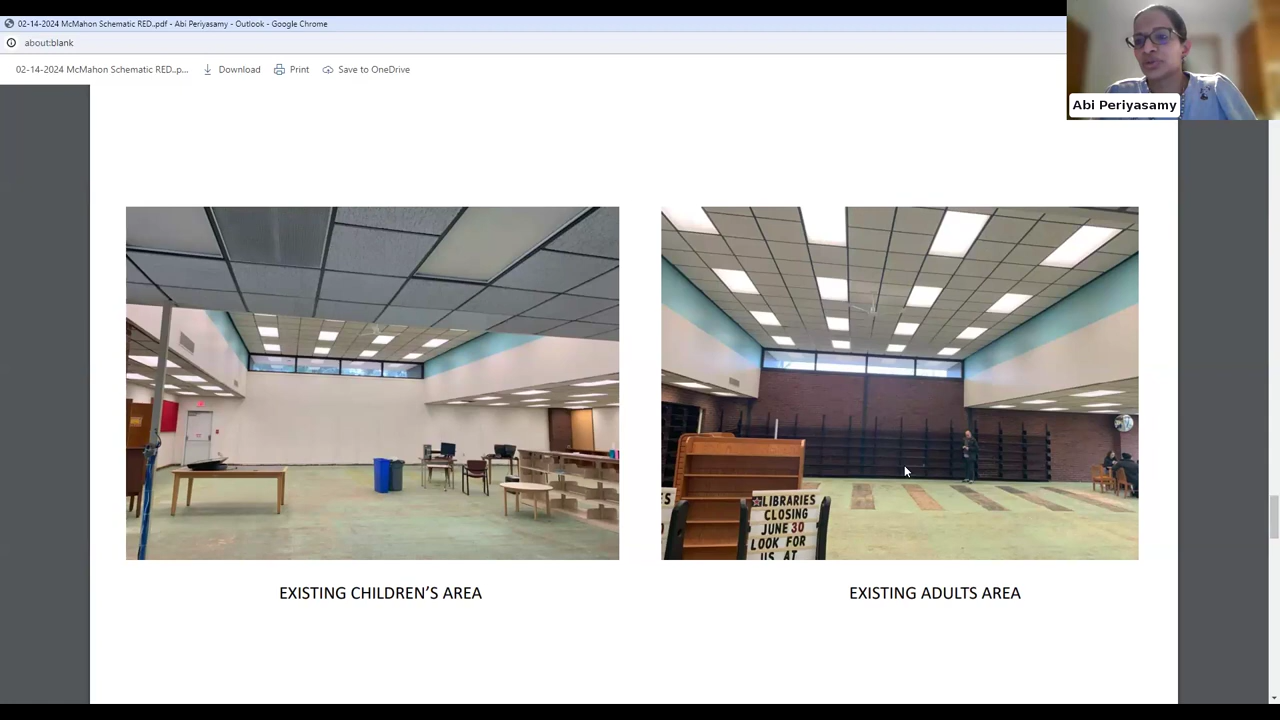 02-14-2024 McMahon Schematic RED..pdf - Abi Periyasamy - Outlook - Google Chrome
about:blank
02-14-2024 McMahon Schematic RED..p... Download Print Save to OneDrive
Abi Periyasamy
LIBRARIES
CLOSING
JUNE 30
LOOK FOR
US AT
EXISTING CHILDREN’S AREA
EXISTING ADULTS AREA